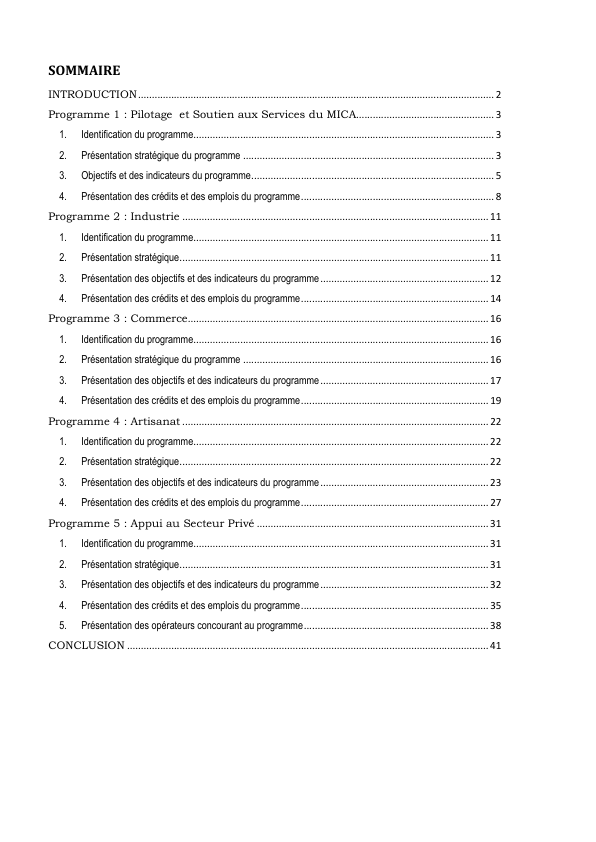 SOMMAIRE
INTRODUCTION 2
Programme 1 : Pilotage et Soutien aux Services du MICA 3
1. Identification du programme 3
2. Présentation stratégique du programme 3
3. Objectifs et des indicateurs du programme 5
4. Présentation des crédits et des emplois du programme 8
Programme 2 : Industrie 11
1. Identification du programme 11
2. Présentation stratégique 11
3. Présentation des objectifs et des indicateurs du programme 12
4. Présentation des crédits et des emplois du programme 14
Programme 3 : Commerce 16
1. Identification du programme 16
2. Présentation stratégique du programme 16
3. Présentation des objectifs et des indicateurs du programme 17
4. Présentation des crédits et des emplois du programme 19
Programme 4 : Artisanat 22
1. Identification du programme 22
2. Présentation stratégique 22
3. Présentation des objectifs et des indicateurs du programme 23
4. Présentation des crédits et des emplois du programme 27
Programme 5 : Appui au Secteur Privé 31
1. Identification du programme 31
2. Présentation stratégique 31
3. Présentation des objectifs et des indicateurs du programme 32
4. Présentation des crédits et des emplois du programme 35
5. Présentation des opérateurs concourant au programme 38
CONCLUSION 41